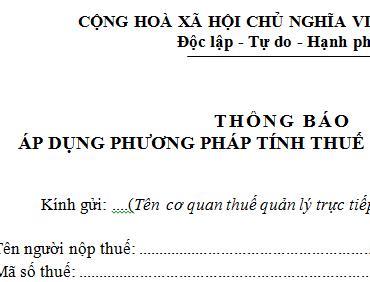 CỘNG HOÀ XÃ HỘI CHỦ NGHĨA VI
Độc lập - Tự do - Hạnh ph
THÔNG BÁO
ÁP DỤNG PHƯƠNG PHÁP TÍNH THUẾ
Kính gửi: ....(Tên cơ quan thuế quản lý trực tiếp
Tên người nộp thuế: ...............................................
Mã số thuế: ...............................................................